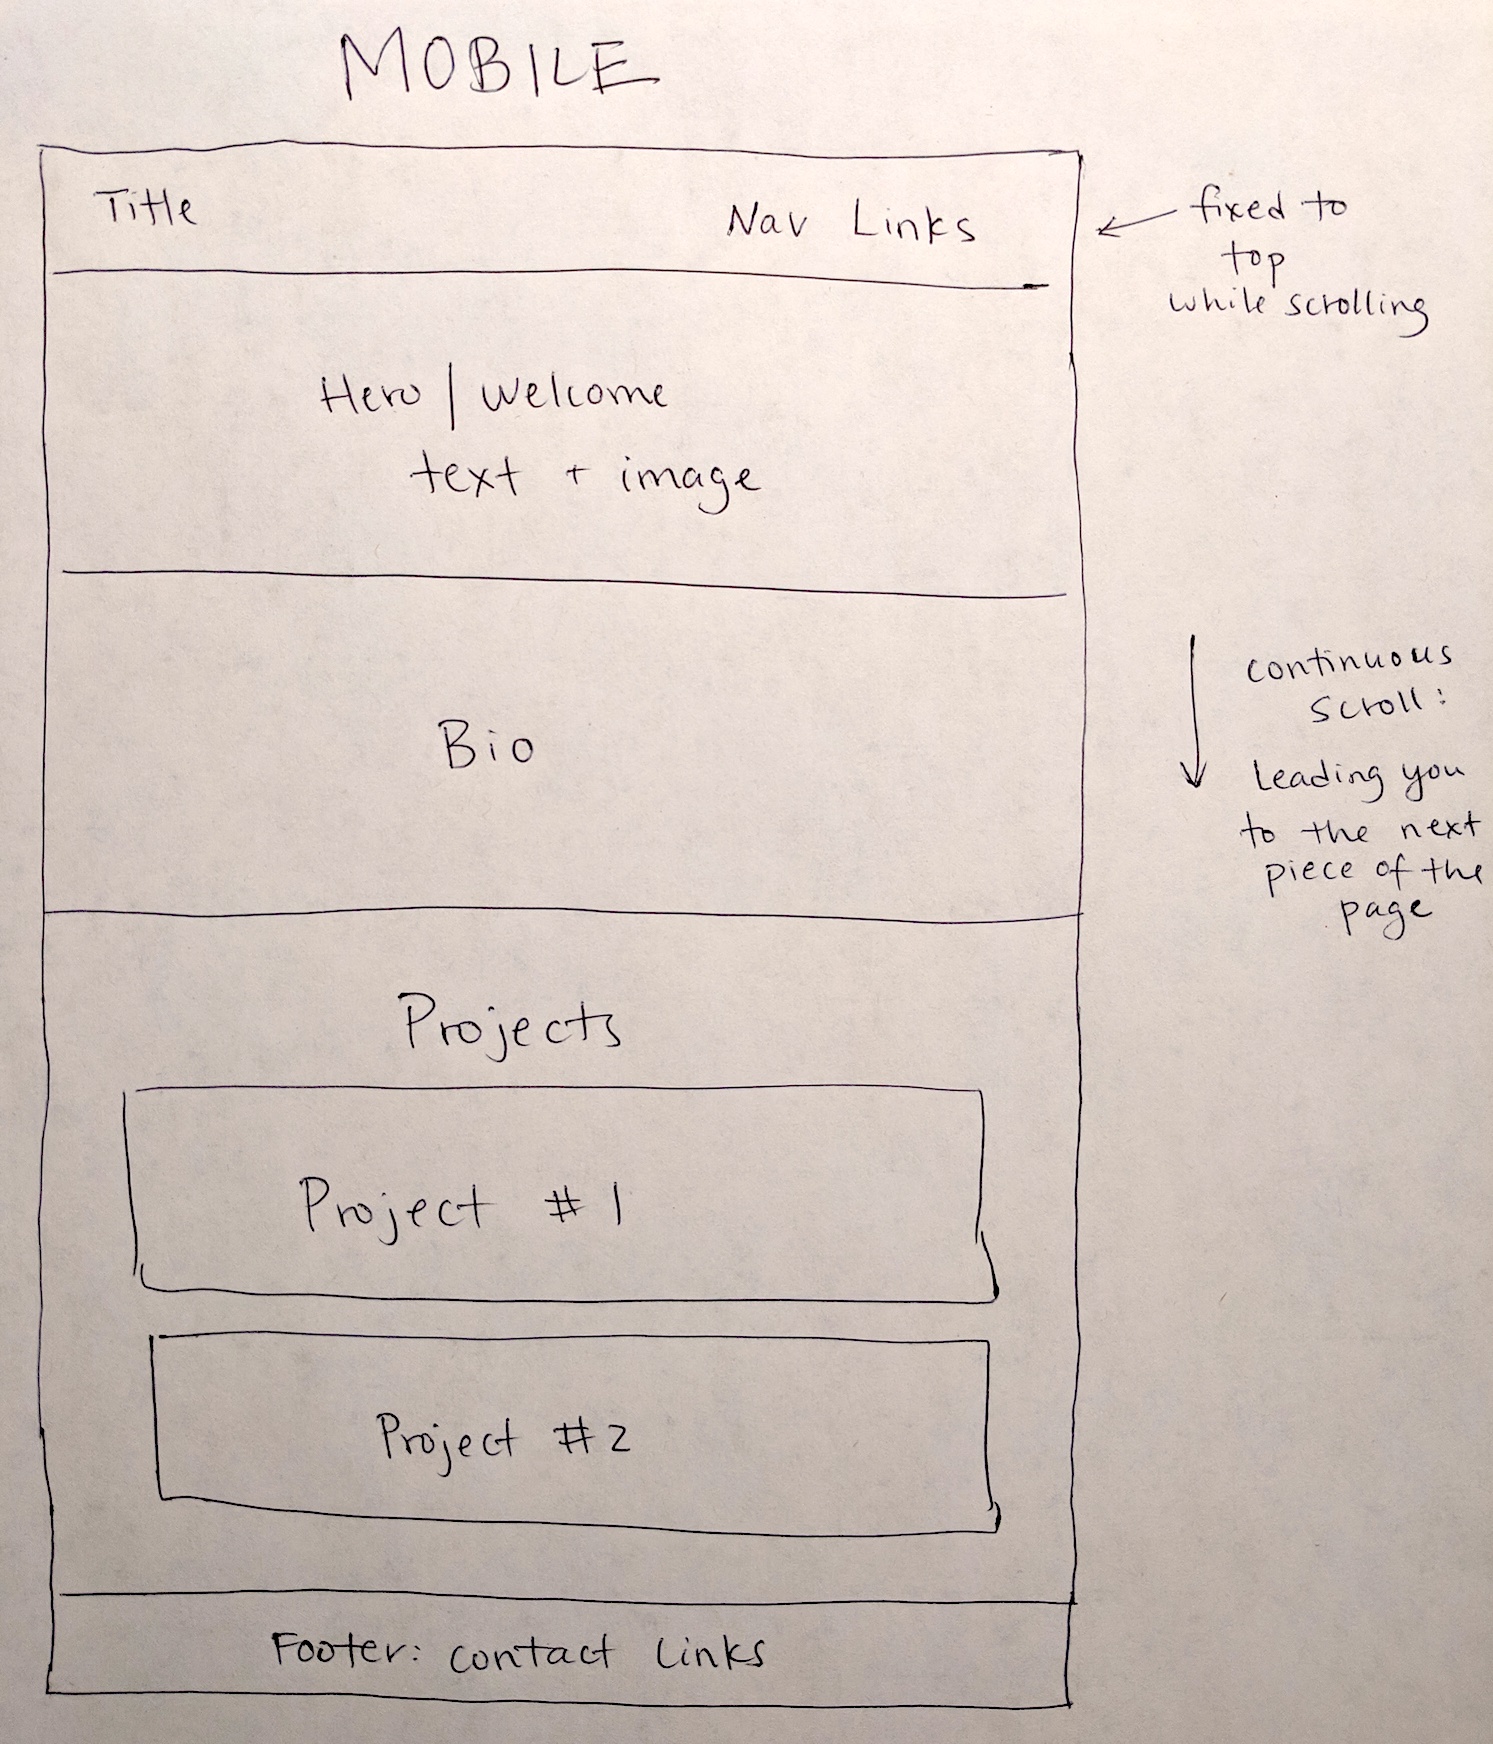 MOBILE
Title
Nav Links
fixed to
top
while scrolling
Hero | Welcome
text + image
Bio
continuous
scroll:
Leading you
to the next
piece of the
page
Projects
Project # 1
Project #2
Footer: contact links